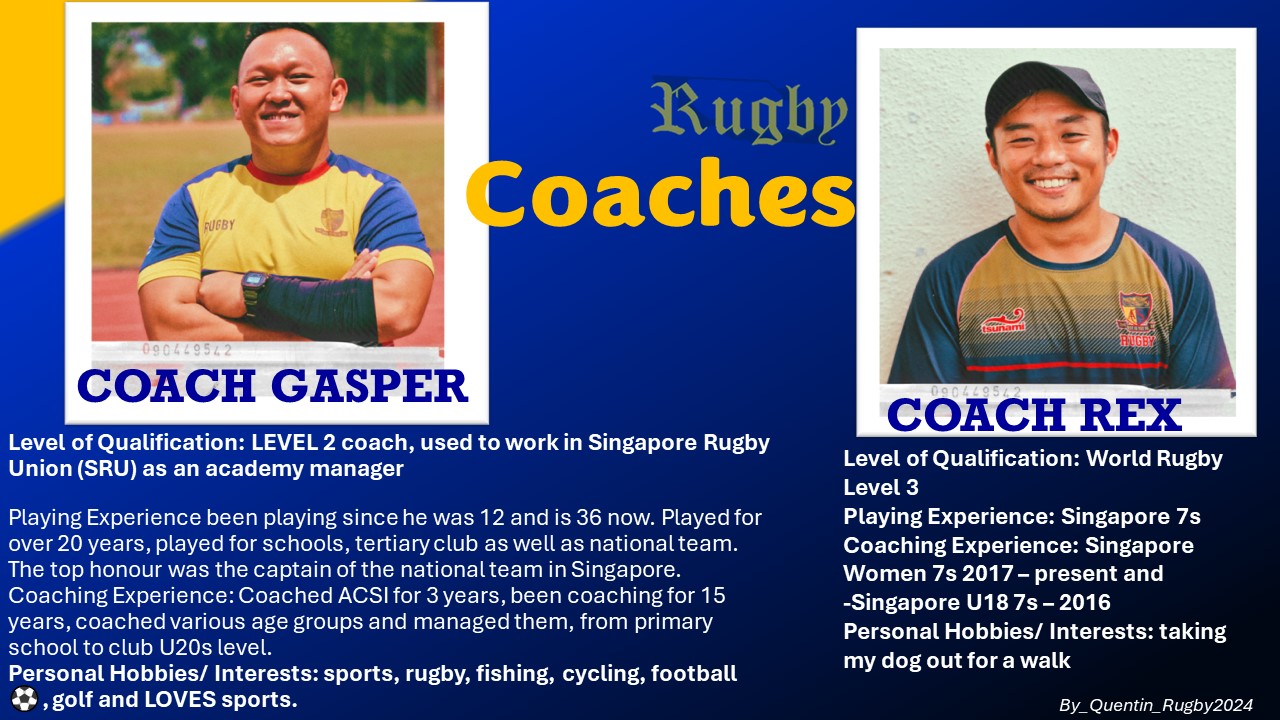 Rugby
Coaches
RUGBY
090449542
COACH GASPER
Level of Qualification: LEVEL 2 coach, used to work in Singapore Rugby
Union (SRU) as an academy manager
Playing Experience been playing since he was 12 and is 36 now. Played for
over 20 years, played for schools, tertiary club as well as national team.
The top honour was the captain of the national team in Singapore.
Coaching Experience: Coached ACSI for 3 years, been coaching for 15
years, coached various age groups and managed them, from primary
school to club U20s level.
Personal Hobbies/ Interests: sports, rugby, fishing, cycling, football
⚽, golf and LOVES sports.
tsunami
RUGBY
090449542
COACH REX
Level of Qualification: World Rugby
Level 3
Playing Experience: Singapore 7s
Coaching Experience: Singapore
Women 7s 2017 – present and
-Singapore U18 7s – 2016
Personal Hobbies/ Interests: taking
my dog out for a walk
By_Quentin_Rugby2024